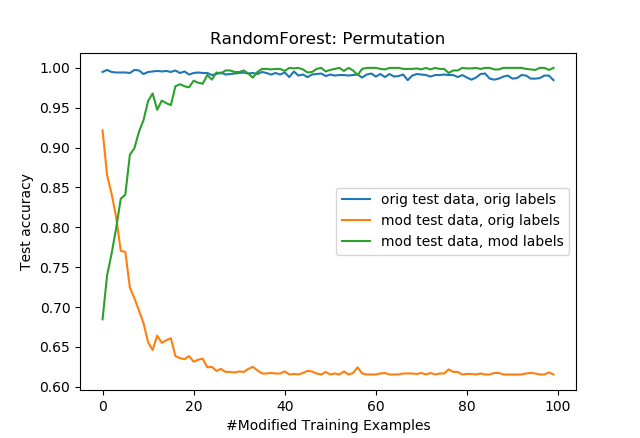 RandomForest: Permutation
1.00
0.95
0.90
0.85
0.80
0.75
0.70
0.65
0.60
Test accuracy
orig test data, orig labels
mod test data, orig labels
mod test data, mod labels
0
20
40
60
80
100
#Modified Training Examples